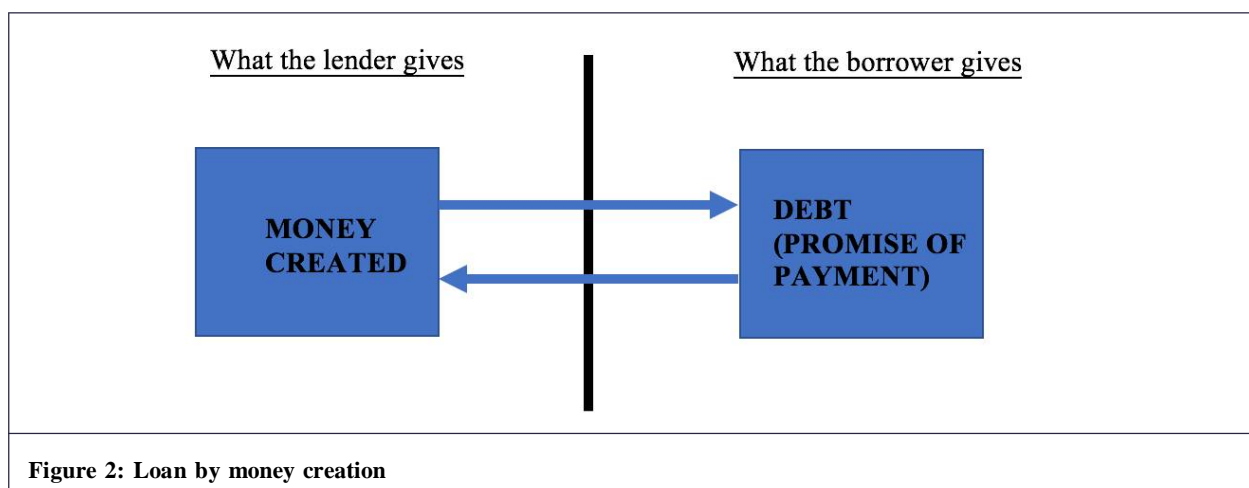 What the lender gives
What the borrower gives
MONEY
CREATED
DEBT
(PROMISE OF
PAYMENT)
Figure 2: Loan by money creation